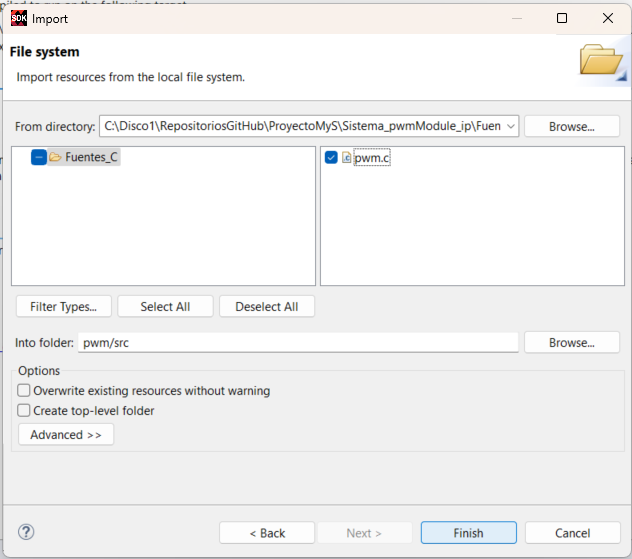 SDK Import
File system
Import resources from the local file system.
From directory: C:\Disco1\RepositoriosGitHub\ProyectoMyS\Sistema_pwmModule_ip\Fuen Browse...
Fuentes_C
pwm.c
Filter Types... Select All Deselect All
Into folder: pwm/src Browse...
Options
Overwrite existing resources without warning
Create top-level folder
Advanced >>
? < Back Next > Finish Cancel